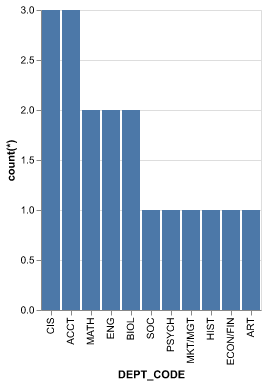 3.0
2.5
2.0
1.5
1.0
0.5
0.0
count(*)
CIS
ACCT
MATH
ENG
BIOL
SOC
PSYCH
MKT/MGT
HIST
ECON/FIN
ART
DEPT_CODE